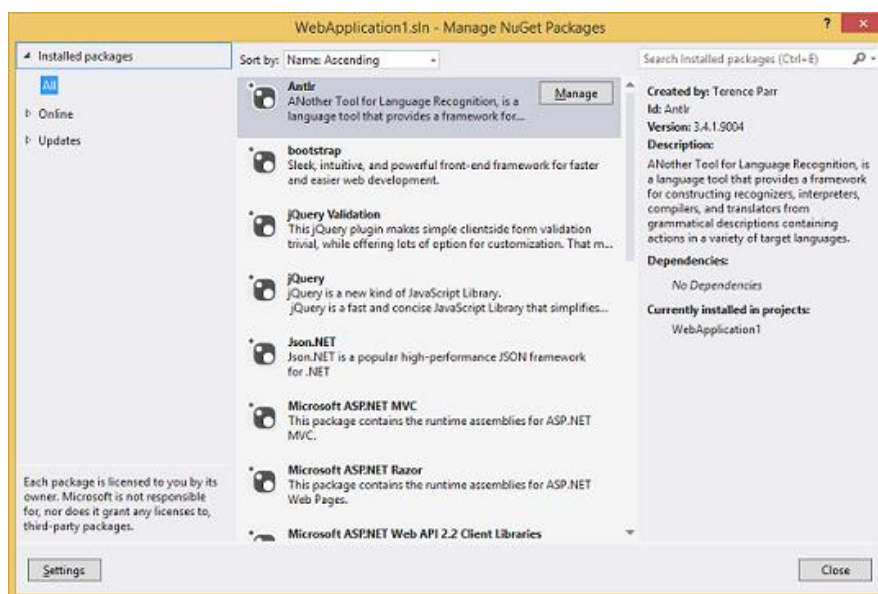 WebApplication1.sln - Manage NuGet Packages
?
×
Installed packages
All
Online
Updates
Each package is licensed to you by its
owner. Microsoft is not responsible
for, nor does it grant any licenses to,
third-party packages.
Settings
Sort by: Name: Ascending
Antlr
ANother Tool for Language Recognition, is a
language tool that provides a framework for...
Manage
bootstrap
Sleek, intuitive, and powerful front-end framework for faster
and easier web development.
jQuery Validation
This jQuery plugin makes simple clientside form validation
trivial, while offering lots of option for customization. That m...
jQuery
jQuery is a new kind of JavaScript Library.
jQuery is a fast and concise JavaScript Library that simplifies...
Json.NET
Json.NET is a popular high-performance JSON framework
for .NET
Microsoft ASP.NET MVC
This package contains the runtime assemblies for ASP.NET
MVC.
Microsoft ASP.NET Razor
This package contains the runtime assemblies for ASP.NET
Web Pages.
Microsoft ASP.NET Web API 2.2 Client Libraries
Search Installed packages (Ctrl+E)
Created by: Terence Parr
Id: Antlr
Version: 3.4.1.9004
Description:
ANother Tool for Language Recognition, is
a language tool that provides a framework
for constructing recognizers, interpreters,
compilers, and translators from
grammatical descriptions containing
actions in a variety of target languages.
Dependencies:
No Dependencies
Currently installed in projects:
WebApplication1
Close